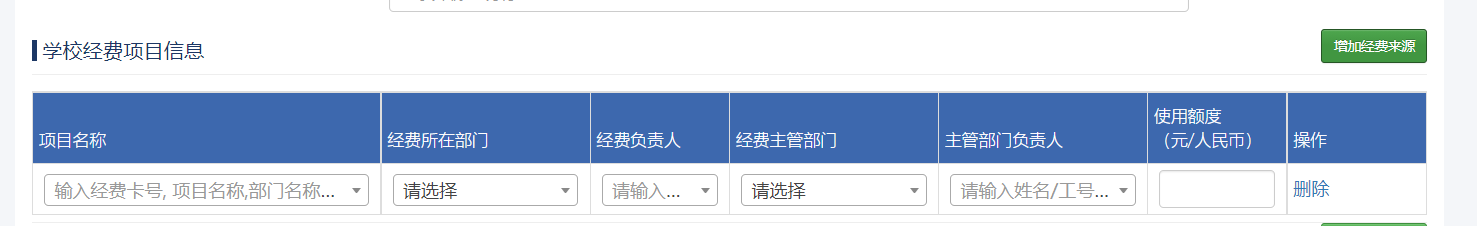 学校经费项目信息
增加经费来源
项目名称
经费所在部门
经费负责人
经费主管部门
主管部门负责人
使用额度
（元/人民币）
操作
输入经费卡号, 项目名称,部门名称...
请选择
请输入...
请选择
请输入姓名/工号...
删除